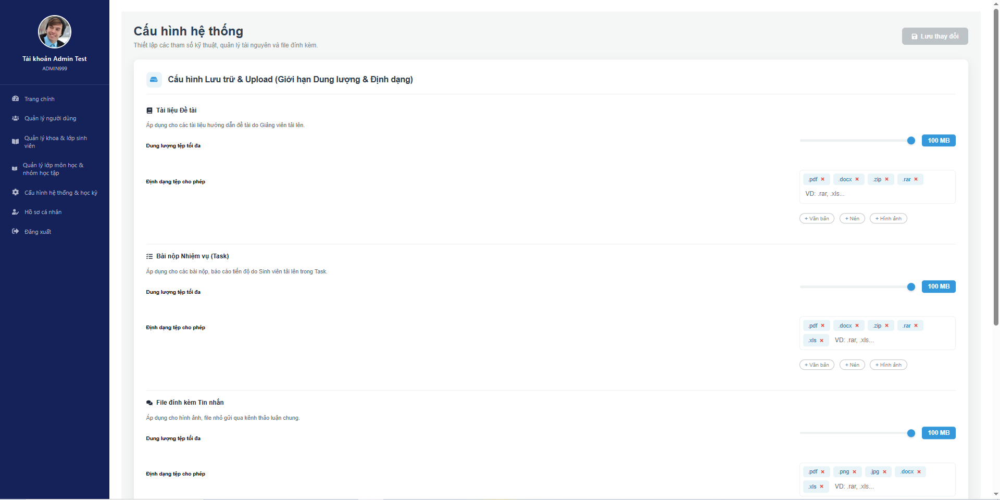 Tài khoản Admin Test
ADMIN999
Trang chính
Quản lý người dùng
Quản lý khoa & lớp sinh
viên
Quản lý lớp môn học &
nhóm học tập
Cấu hình hệ thống & học kỳ
Hồ sơ cá nhân
Đăng xuất
Cấu hình hệ thống
Thiết lập các tham số kỹ thuật, quản lý tài nguyên và file đính kèm.
Lưu thay đổi
Cấu hình Lưu trữ & Upload (Giới hạn Dung lượng & Định dạng)
Tài liệu Đề tài
Áp dụng cho các tài liệu hướng dẫn đề tài do Giảng viên tải lên.
Dung lượng tệp tối đa
100 MB
Định dạng tệp cho phép
.pdf × .docx × .zip × .rar ×
VD: .rar, .xls...
+ Văn bản + Nén + Hình ảnh
Bài nộp Nhiệm vụ (Task)
Áp dụng cho các bài nộp, báo cáo tiến độ do Sinh viên tải lên trong Task.
Dung lượng tệp tối đa
100 MB
Định dạng tệp cho phép
.pdf × .docx × .zip × .rar ×
.xls × VD: .rar, .xls...
+ Văn bản + Nén + Hình ảnh
File đính kèm Tin nhắn
Áp dụng cho hình ảnh, file nhỏ gửi qua kênh thảo luận chung.
Dung lượng tệp tối đa
100 MB
Định dạng tệp cho phép
.pdf × .png × .jpg × .docx ×
.xls × VD: .rar, .xls...